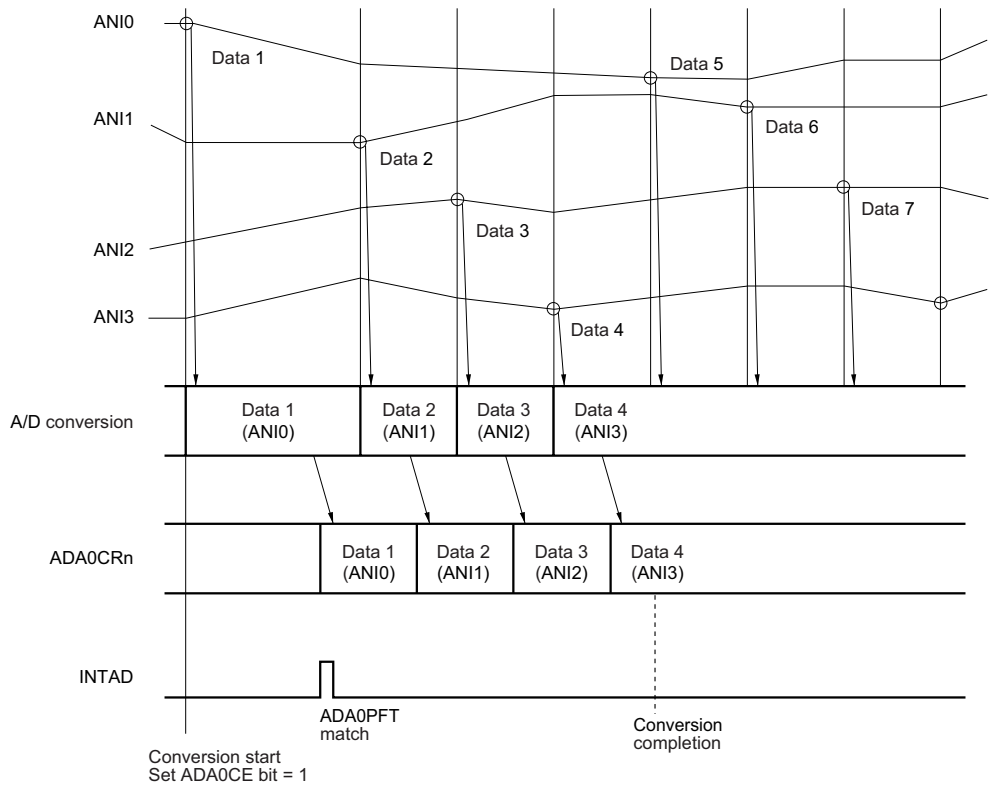 ANI0
Data 1
Data 5
ANI1
Data 6
Data 2
Data 7
Data 3
ANI2
ANI3
Data 4
A/D conversion
Data 1
(ANI0)
Data 2
(ANI1)
Data 3
(ANI2)
Data 4
(ANI3)
ADA0CRn
Data 1
(ANI0)
Data 2
(ANI1)
Data 3
(ANI2)
Data 4
(ANI3)
INTAD
ADA0PFT
match
Conversion
completion
Conversion start
Set ADA0CE bit = 1